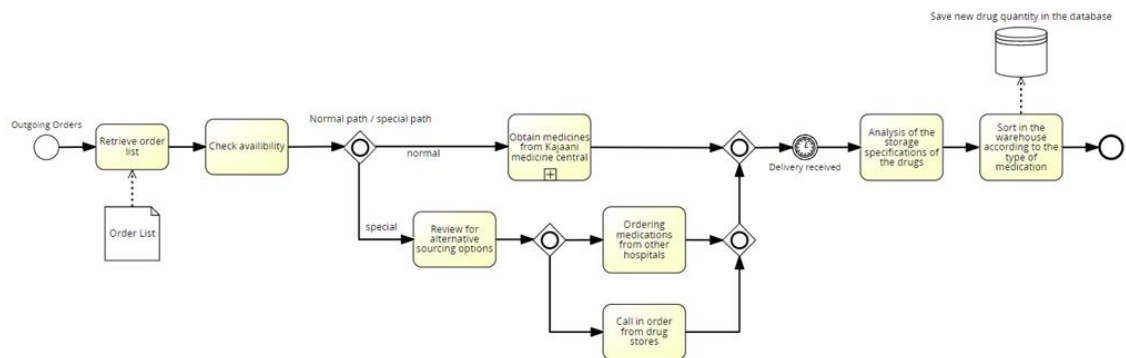 Save new drug quantity in the database
Outgoing Orders
Retrieve order
list
Check availibility
Normal path / special path
normal
Obtain medicines
from Kajaani
medicine central
Delivery received
Analysis of the
storage
specifications of
the drugs
Sort in the
warehouse
according to the
type of
medication
Order List
special
Review for
alternative
sourcing options
Ordering
medications
from other
hospitals
Call in order
from drug
stores